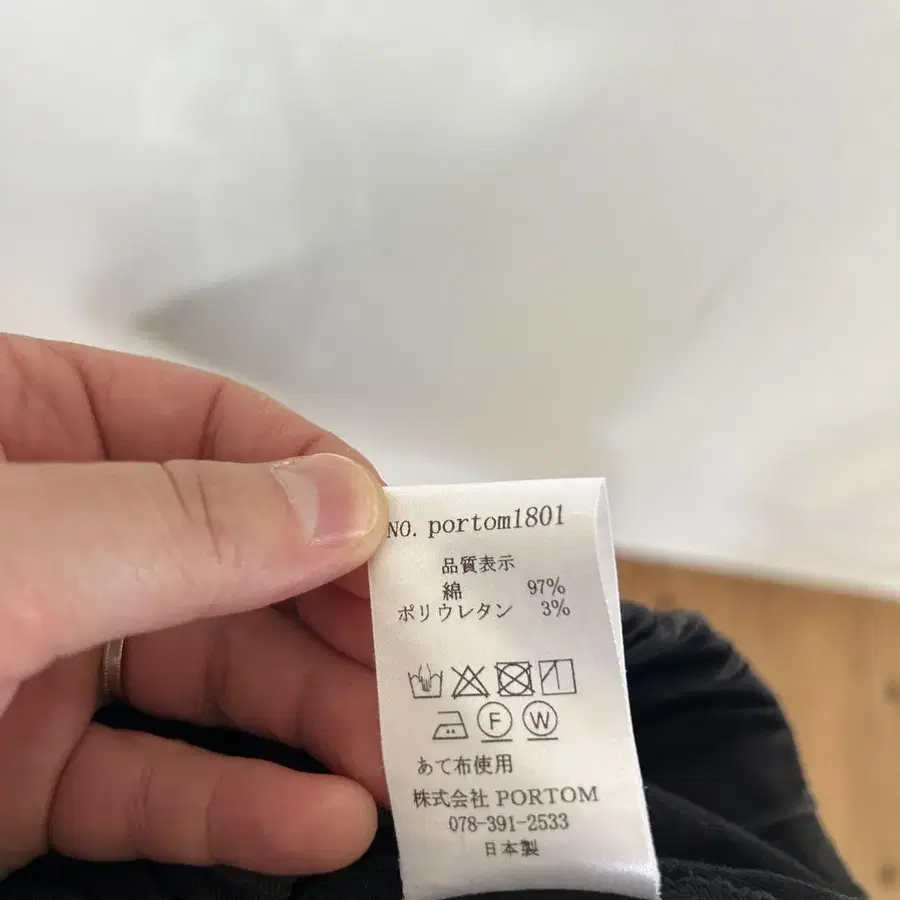 NO. portom1801
品質表示
綿 97%
ポリウレタン 3%
F W
あて布使用
株式会社 PORTOM
078-391-2533
日本製